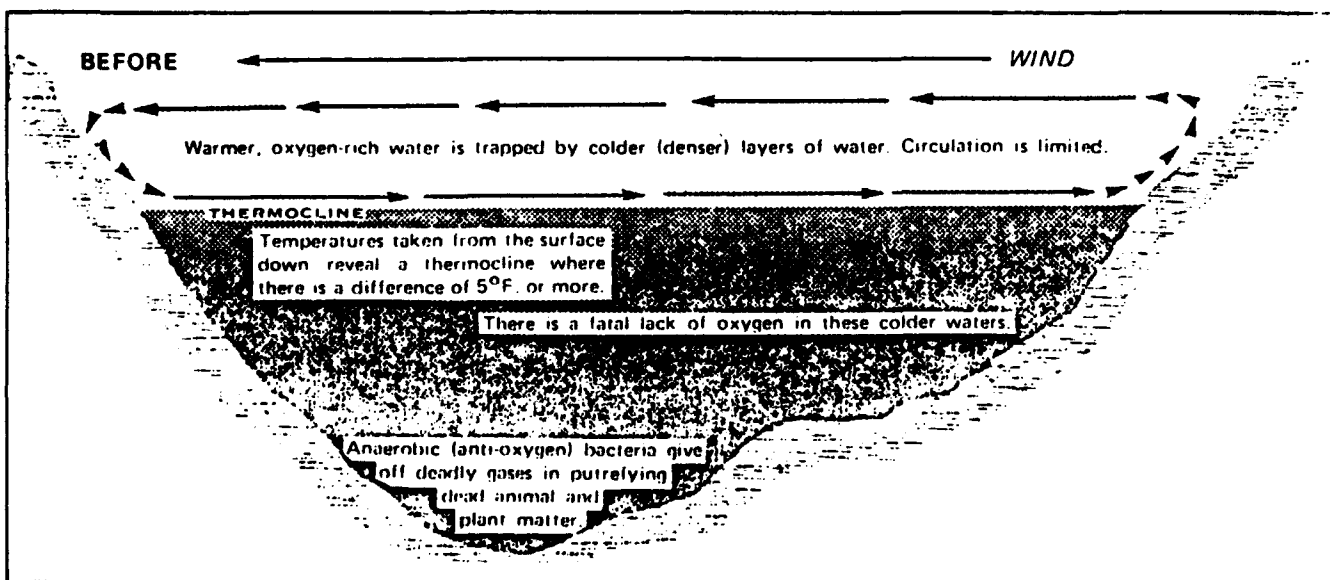 BEFORE
WIND
Warmer, oxygen-rich water is trapped by colder (denser) layers of water. Circulation is limited.
THERMOCLINE
Temperatures taken from the surface
down reveal a thermocline where
there is a difference of 5°F. or more.
There is a fatal lack of oxygen in these colder waters.
Anaerobic (anti-oxygen) bacteria give
off deadly gases in putrefying
dead animal and
plant matter.